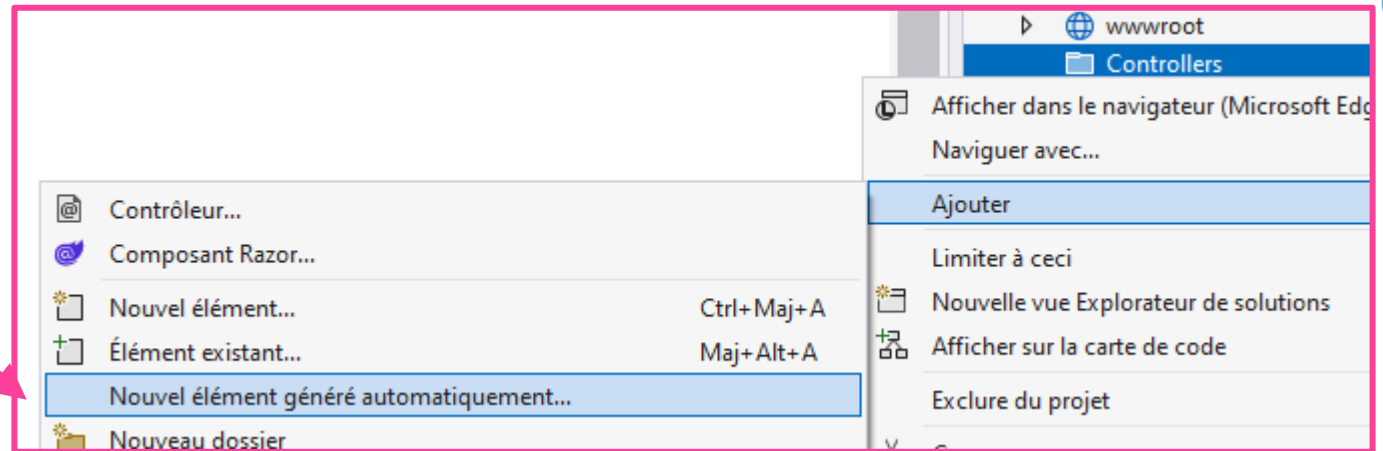 wwwroot
Controllers
Afficher dans le navigateur (Microsoft Edg
Naviguer avec...
Ajouter
Limiter à ceci
Nouvelle vue Explorateur de solutions
Afficher sur la carte de code
Exclure du projet
Contrôleur...
Composant Razor...
Nouvel élément... Ctrl+Maj+A
Élément existant... Maj+Alt+A
Nouvel élément généré automatiquement...
Nouveau dossier